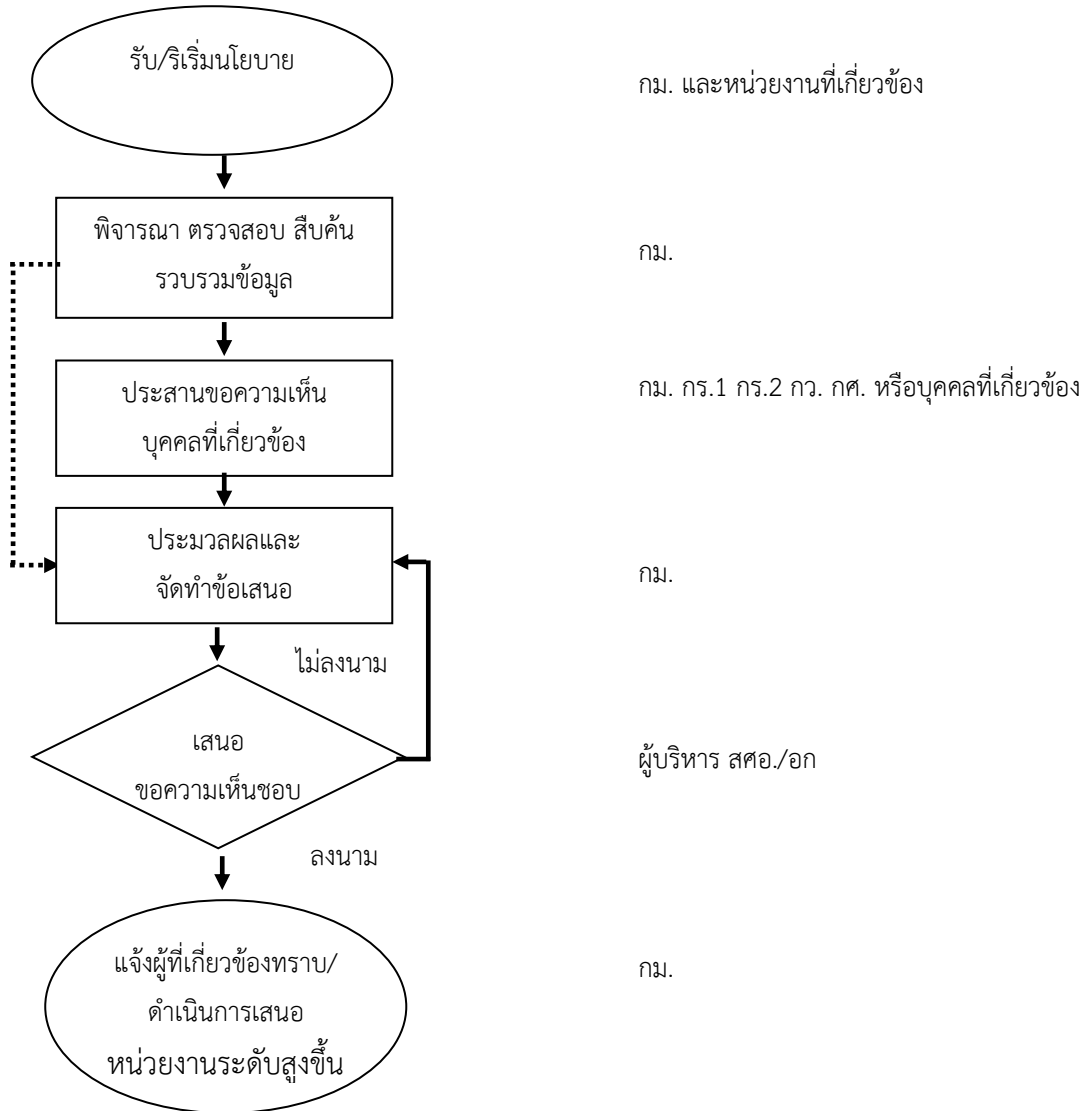 รับ/ริเริ่มนโยบาย
กม. และหน่วยงานที่เกี่ยวข้อง
พิจารณา ตรวจสอบ สืบค้น
รวบรวมข้อมูล
กม.
ประสานขอความเห็น
บุคคลที่เกี่ยวข้อง
กม. กร.1 กร.2 กว. กศ. หรือบุคคลที่เกี่ยวข้อง
ประมวลผลและ
จัดทำข้อเสนอ
กม.
ไม่ลงนาม
เสนอ
ขอความเห็นชอบ
ผู้บริหาร สศอ./อก
ลงนาม
แจ้งผู้ที่เกี่ยวข้องทราบ/
ดำเนินการเสนอ
หน่วยงานระดับสูงขึ้น
กม.